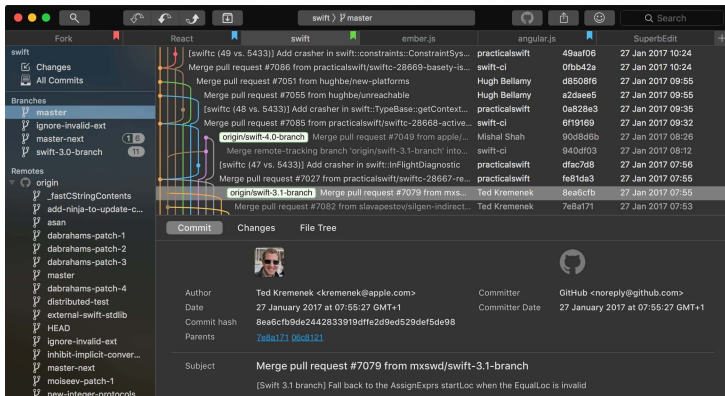 swift › master
Search
Fork
React
swift
ember.js
angular.js
SuperEdit
swift
Changes
All Commits
Branches
master
ignore-invalid-ext
master-next
swift-3.0-branch 11
Remotes
origin
_fastCStringContents
add-ninja-to-update-c...
asan
dabrahams-patch-1
dabrahams-patch-2
dabrahams-patch-3
master
dabrahams-patch-4
distributed-test
external-swift-stdlib
HEAD
ignore-invalid-ext
inhibit-implicit-conver...
master-next
moiseev-patch-1
new-integer-protocols
[swiftc (49 vs. 5433)] Add crasher in swift::constraints::ConstraintSys... practicalswift 49aaf06 27 Jan 2017 10:24
Merge pull request #7086 from practicalswift/swiftc-28669-basety-is... swift-ci 0fbb42a 27 Jan 2017 10:24
Merge pull request #7051 from hughbe/new-platforms Hugh Bellamy d8508f6 27 Jan 2017 09:55
Merge pull request #7055 from hughbe/unreachable Hugh Bellamy a2daee5 27 Jan 2017 09:55
[swiftc (48 vs. 5433)] Add crasher in swift::TypeBase::getContext... practicalswift 0a828e3 27 Jan 2017 09:35
Merge pull request #7085 from practicalswift/swiftc-28668-active... swift-ci 6f19169 27 Jan 2017 09:32
origin/swift-4.0-branch Merge pull request #7049 from apple/... Mishal Shah 90d8d6b 27 Jan 2017 08:26
Merge remote-tracking branch 'origin/swift-3.1-branch' into... swift-ci 940df03 27 Jan 2017 08:12
[swiftc (47 vs. 5433)] Add crasher in swift::InFlightDiagnostic practicalswift dfac7d8 27 Jan 2017 07:56
Merge pull request #7027 from practicalswift/swiftc-28667-re... practicalswift fe81da3 27 Jan 2017 07:55
origin/swift-3.1-branch Merge pull request #7079 from mxs... Ted Kremenek 8ea6cfb 27 Jan 2017 07:55
Merge pull request #7082 from slavapestov/silgen-indirect... Ted Kremenek 7e8a171 27 Jan 2017 07:53
Commit
Changes
File Tree
Author Ted Kremenek <kremenek@apple.com> Committer GitHub <noreply@github.com>
Date 27 January 2017 at 07:55:27 GMT+1 Committer Date 27 January 2017 at 07:55:27 GMT+1
Commit hash 8ea6cfb9de2442833919dffe2d9ed529def5de98
Parents 7e8a171 06c8121
Subject Merge pull request #7079 from mxswd/swift-3.1-branch
[Swift 3.1 branch] Fall back to the AssignExprs startLoc when the EqualLoc is invalid